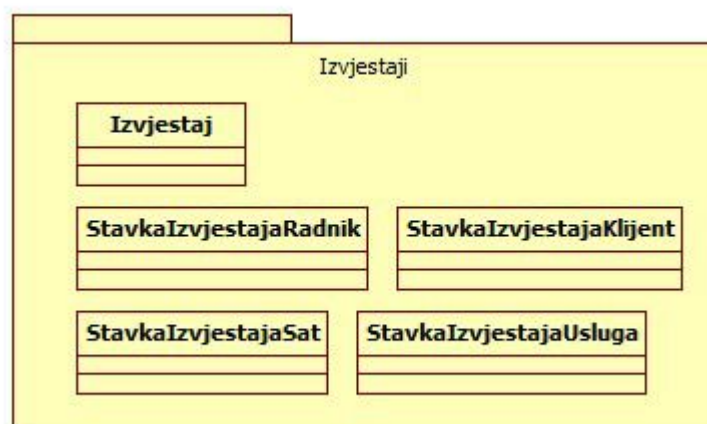 Izvjestaji
Izvjestaj
StavkaIzvjestajaRadnik
StavkaIzvjestajaKlijent
StavkaIzvjestajaSat
StavkaIzvjestajaUsluga